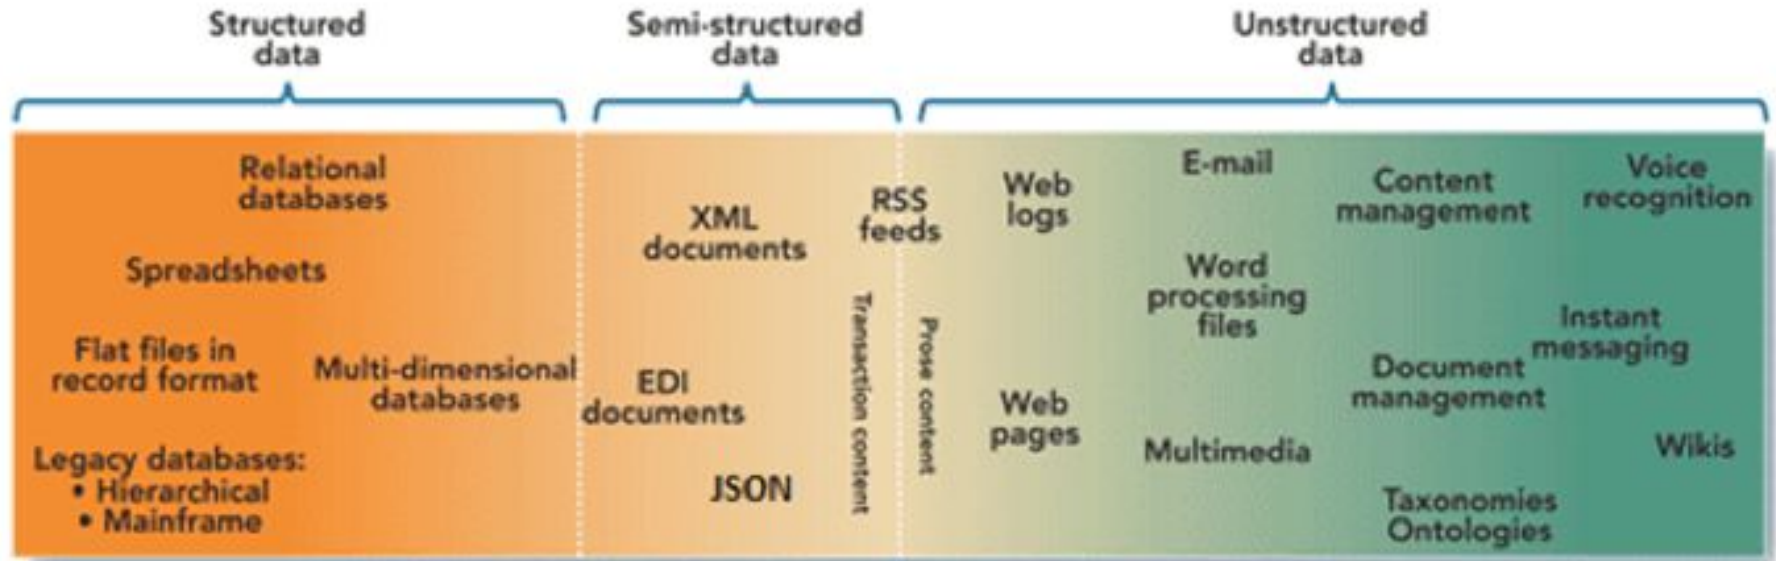 Structured
data
Semi-structured
data
Unstructured
data
Relational
databases
Spreadsheets
Flat files in
record format
Multi-dimensional
databases
Legacy databases:
• Hierarchical
• Mainframe
XML
documents
RSS
feeds
EDI
documents
JSON
Transaction content
Prose content
Web
logs
Web
pages
E-mail
Word
processing
files
Multimedia
Content
management
Document
management
Taxonomies
Ontologies
Voice
recognition
Instant
messaging
Wikis